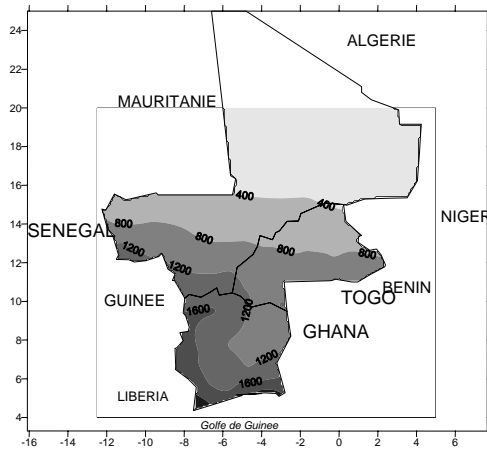 24
22
20
18
16
14
12
10
8
6
4
-16 -14 -12 -10 -8 -6 -4 -2 0 2 4 6
ALGERIE
MAURITANIE
400
400
NIGER
SENEGAL
800
800
800
800
1200
1200
1200
1200
1600
1600
GUINEE
TOGO
BENIN
GHANA
LIBERIA
Golfe de Guinee